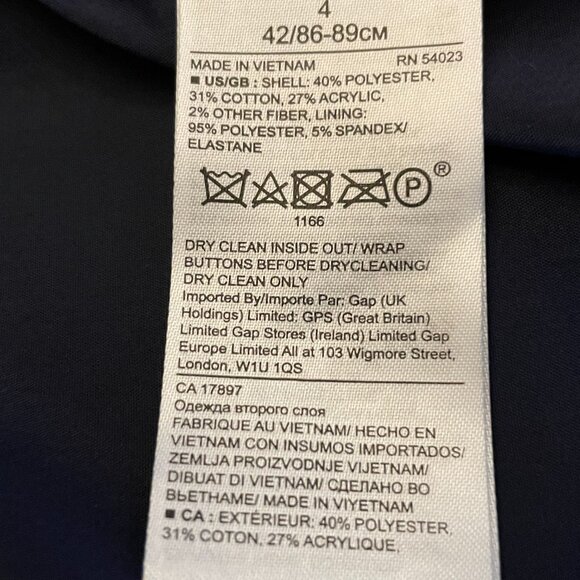 4
42/86-89см
MADE IN VIETNAM RN 54023
■ US/GB : SHELL: 40% POLYESTER,
31% COTTON, 27% ACRYLIC,
2% OTHER FIBER, LINING:
95% POLYESTER, 5% SPANDEX/
ELASTANE
P®
1166
DRY CLEAN INSIDE OUT/ WRAP
BUTTONS BEFORE DRYCLEANING/
DRY CLEAN ONLY
Imported By/Importe Par: Gap (UK
Holdings) Limited: GPS (Great Britain)
Limited Gap Stores (Ireland) Limited Gap
Europe Limited All at 103 Wigmore Street,
London, W1U 1QS
CA 17897
Одежда второго слоя
FABRIQUÉ AU VIETNAM/ HECHO EN
VIETNAM CON INSUMOS IMPORTADOS/
ZEMLJA PROIZVODNJE VIJETNAM/
DIBUAT DI VIETNAM/ СДЕЛАНО ВО
ВЬЕТНАМЕ/ MADE IN VIYETNAM
■ CA : EXTÉRIEUR: 40% POLYESTER,
31% COTON, 27% ACRYLIQUE,